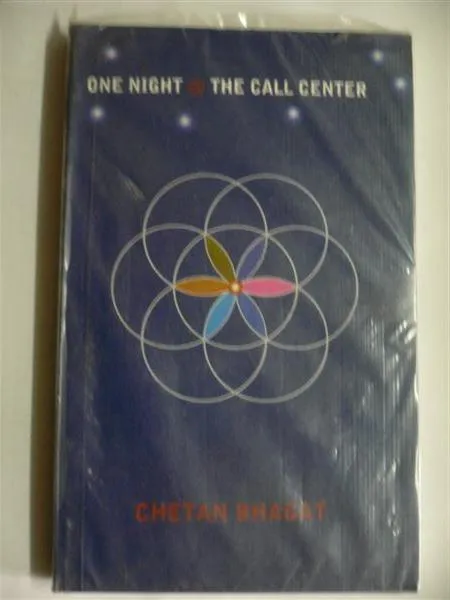 ONE NIGHT @ THE CALL CENTER
CHETAN BHAGAT